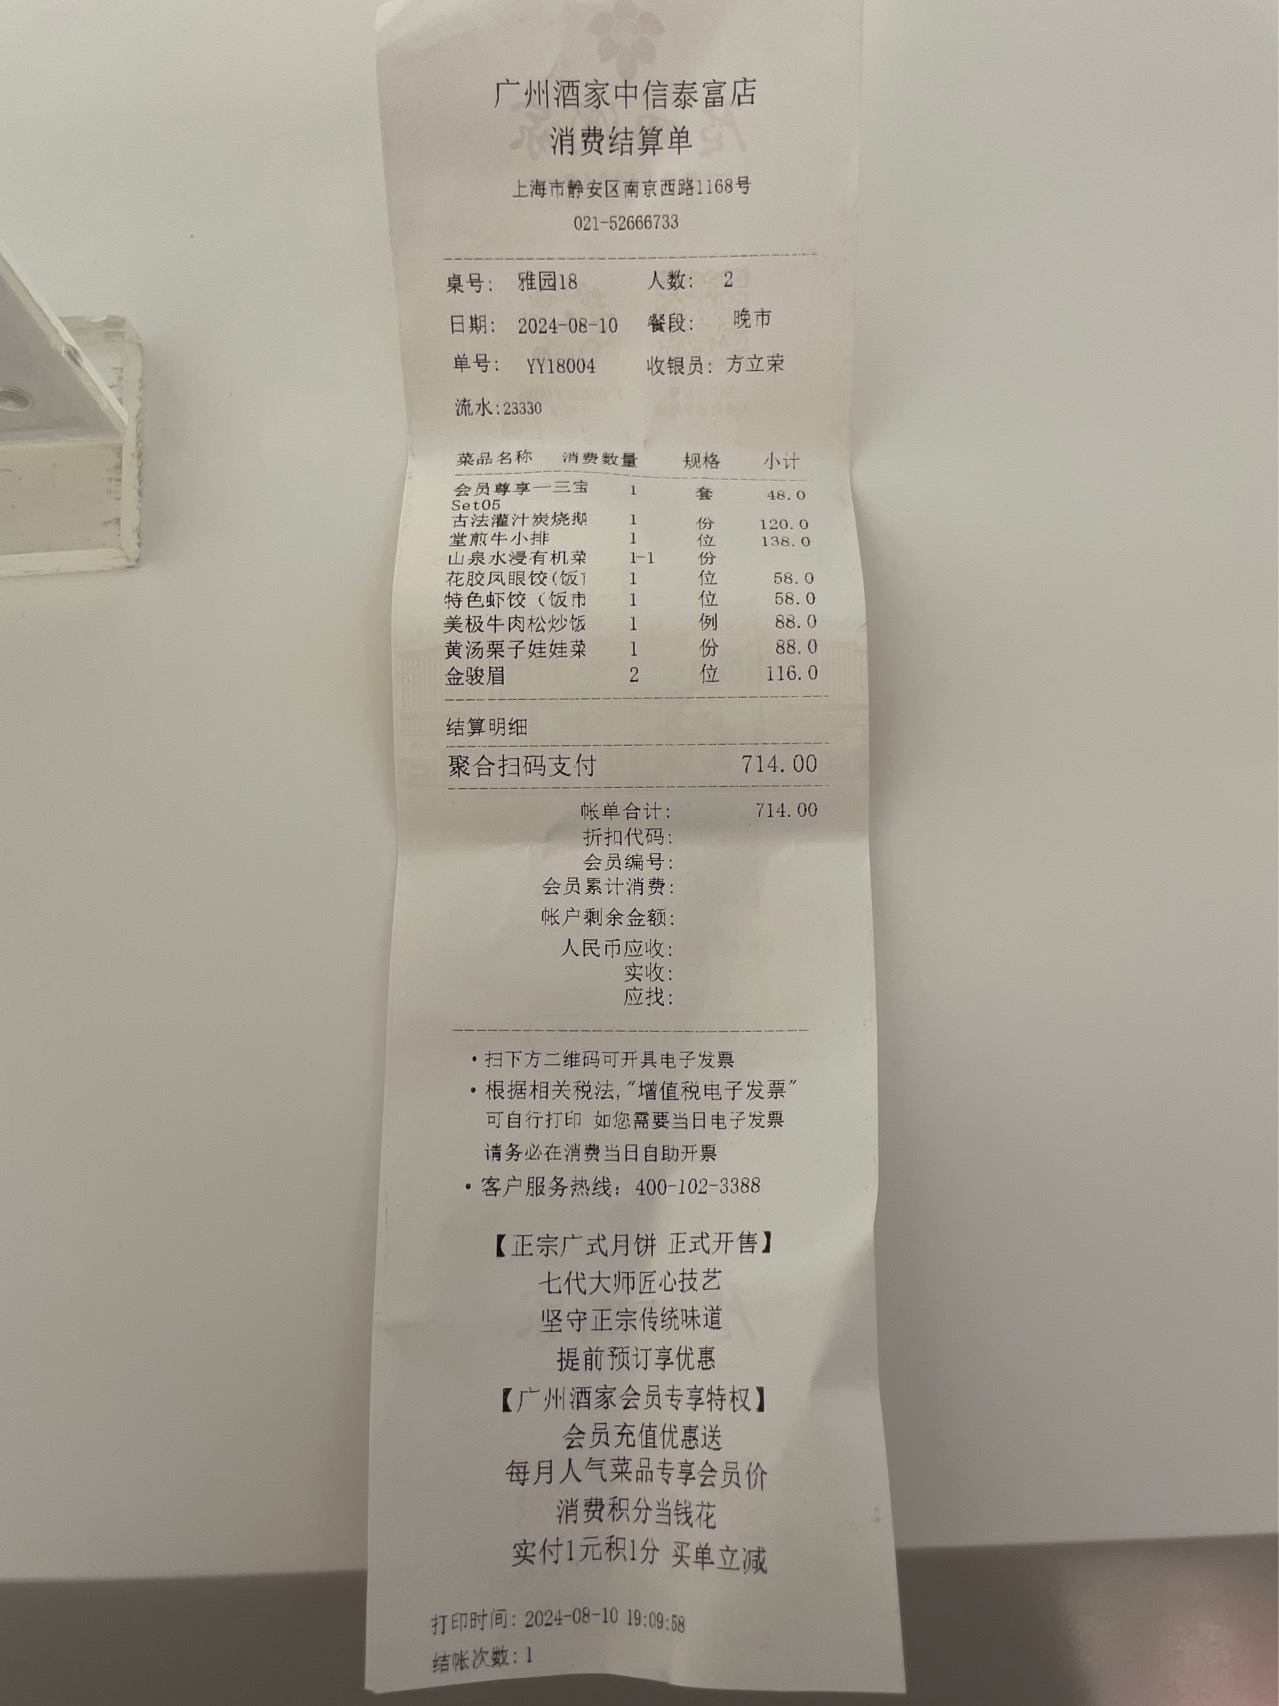 广州酒家中信泰富店
消费结算单
上海市静安区南京西路1168号
021-52666733
桌号: 雅园18 人数: 2
日期: 2024-08-10 餐段: 晚市
单号: YY18004 收银员: 方立荣
流水:23330
菜品名称 消费数量 规格 小计
会员尊享一三宝 1 套 48.0
Set05
古法灌汁炭烧鹅 1 份 120.0
堂煎牛小排 1 位 138.0
山泉水浸有机菜 1-1 份
花胶凤眼饺(饭 1 位 58.0
特色虾饺（饭市 1 位 58.0
美极牛肉松炒饭 1 例 88.0
黄汤栗子娃娃菜 1 份 88.0
金骏眉 2 位 116.0
结算明细
聚合扫码支付 714.00
帐单合计: 714.00
折扣代码:
会员编号:
会员累计消费:
帐户剩余金额:
人民币应收:
实收:
应找:
·扫下方二维码可开具电子发票
·根据相关税法,"增值税电子发票"
可自行打印 如您需要当日电子发票
请务必在消费当日自助开票
·客户服务热线: 400-102-3388
【正宗广式月饼 正式开售】
七代大师匠心技艺
坚守正宗传统味道
提前预订享优惠
【广州酒家会员专享特权】
会员充值优惠送
每月人气菜品专享会员价
消费积分当钱花
实付1元积1分 买单立减
打印时间: 2024-08-10 19:09:58
结帐次数: 1